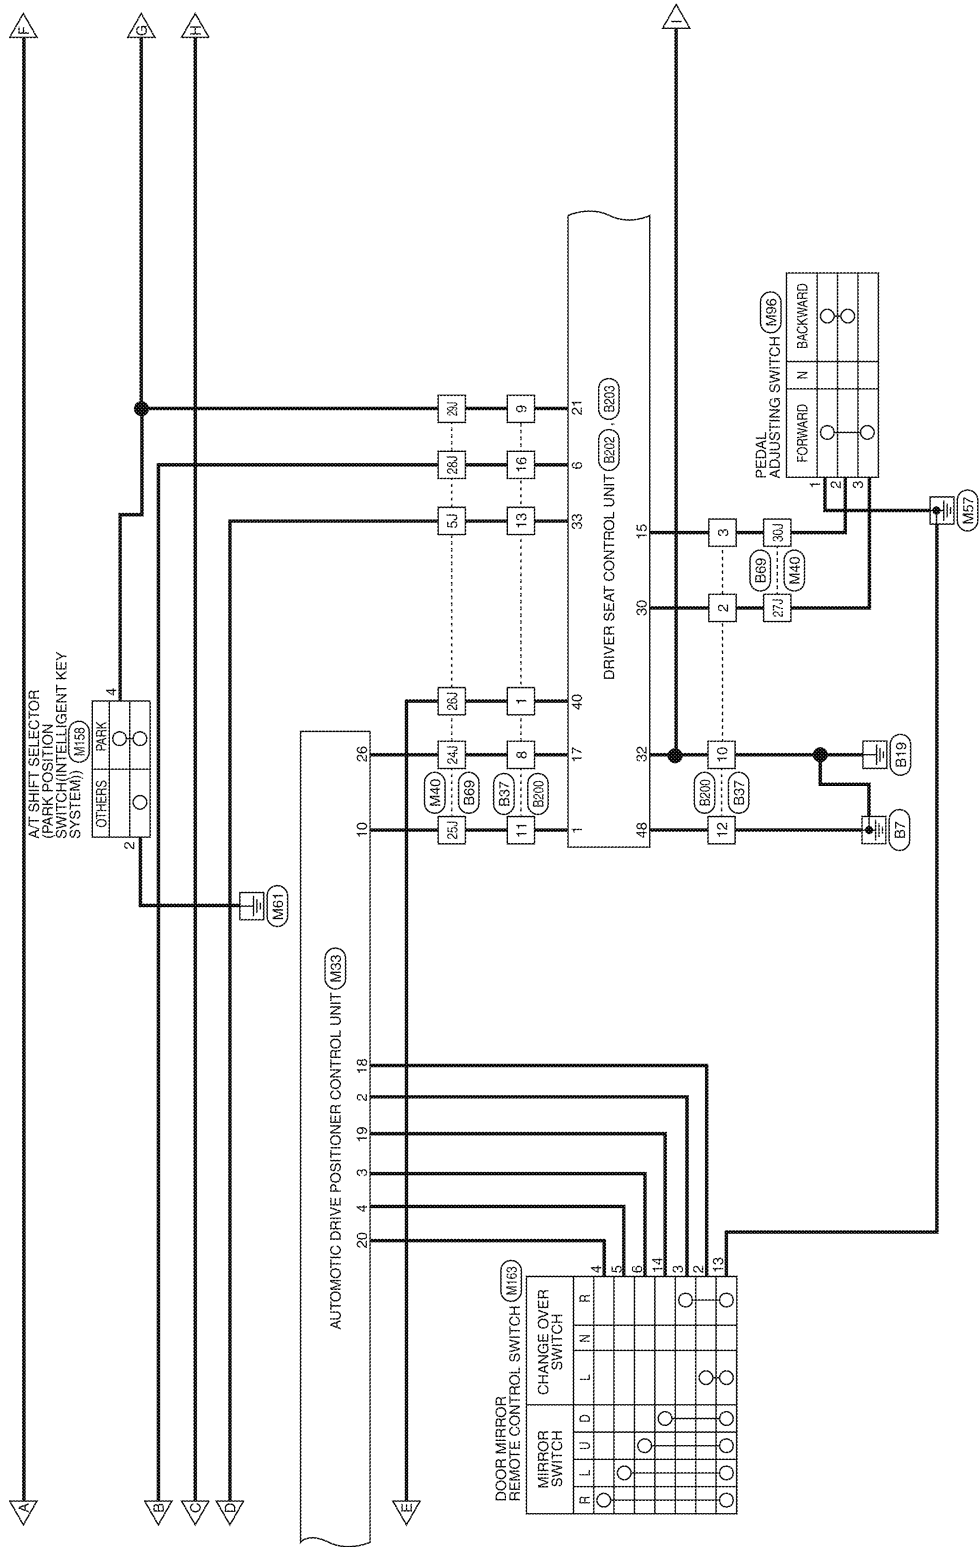 A
F
G
H
I
B
C
D
E
A/T SHIFT SELECTOR
(PARK POSITION
SWITCH(INTELLIGENT KEY
SYSTEM))
M158
OTHERS
PARK
2
4
M61
AUTOMOTIC DRIVE POSITIONER CONTROL UNIT
M33
20
4
3
19
2
18
10
26
25J
24J
26J
5J
28J
29J
M40
B69
11
8
1
13
16
9
B37
B200
1
17
40
33
6
21
DRIVER SEAT CONTROL UNIT
B202
,
B203
48
32
30
15
12
10
2
3
B200
B37
27J
30J
B69
M40
B7
B19
PEDAL
ADJUSTING SWITCH
M96
FORWARD
N
BACKWARD
1
2
3
M57
DOOR MIRROR
REMOTE CONTROL SWITCH
M163
MIRROR
SWITCH
CHANGE OVER
SWITCH
R
L
U
D
L
N
R
4
5
6
14
3
2
13